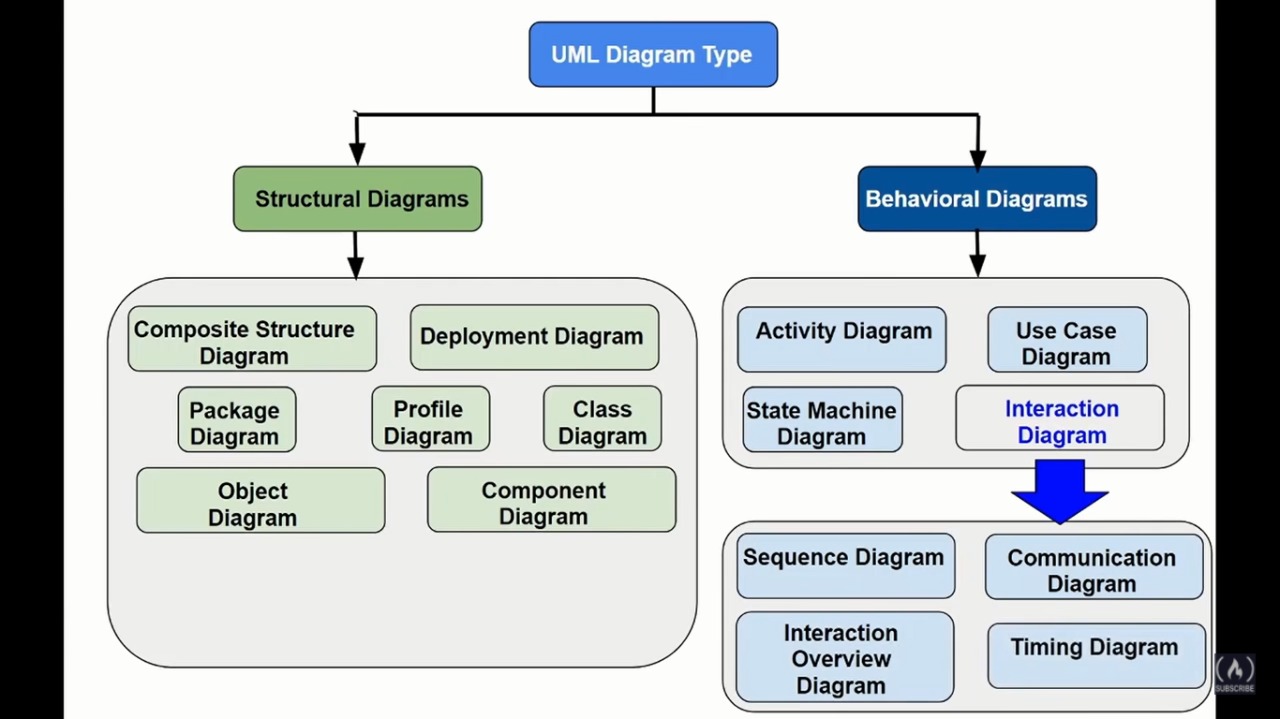 UML Diagram Type
Structural Diagrams
Behavioral Diagrams
Composite Structure
Diagram
Deployment Diagram
Package
Diagram
Profile
Diagram
Class
Diagram
Object
Diagram
Component
Diagram
Activity Diagram
Use Case
Diagram
State Machine
Diagram
Interaction
Diagram
Sequence Diagram
Communication
Diagram
Interaction
Overview
Diagram
Timing Diagram
SUBSCRIBE